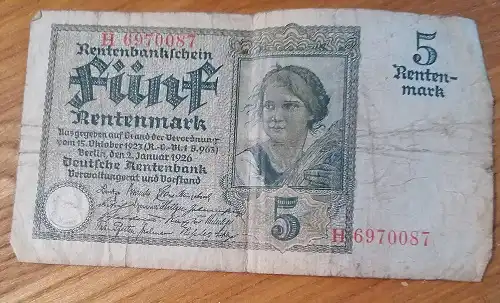 H 6970087
Rentenbankschein
Fünf
Rentenmark
Ausgegeben auf Grund der Verordnung
vom 15. Oktober 1923 (R.-G.-Bl. I S. 963)
Berlin, den 2. Januar 1926
Deutsche Rentenbank
Verwaltungsrat und Vorstand
5
Renten-
mark
5
H 6970087